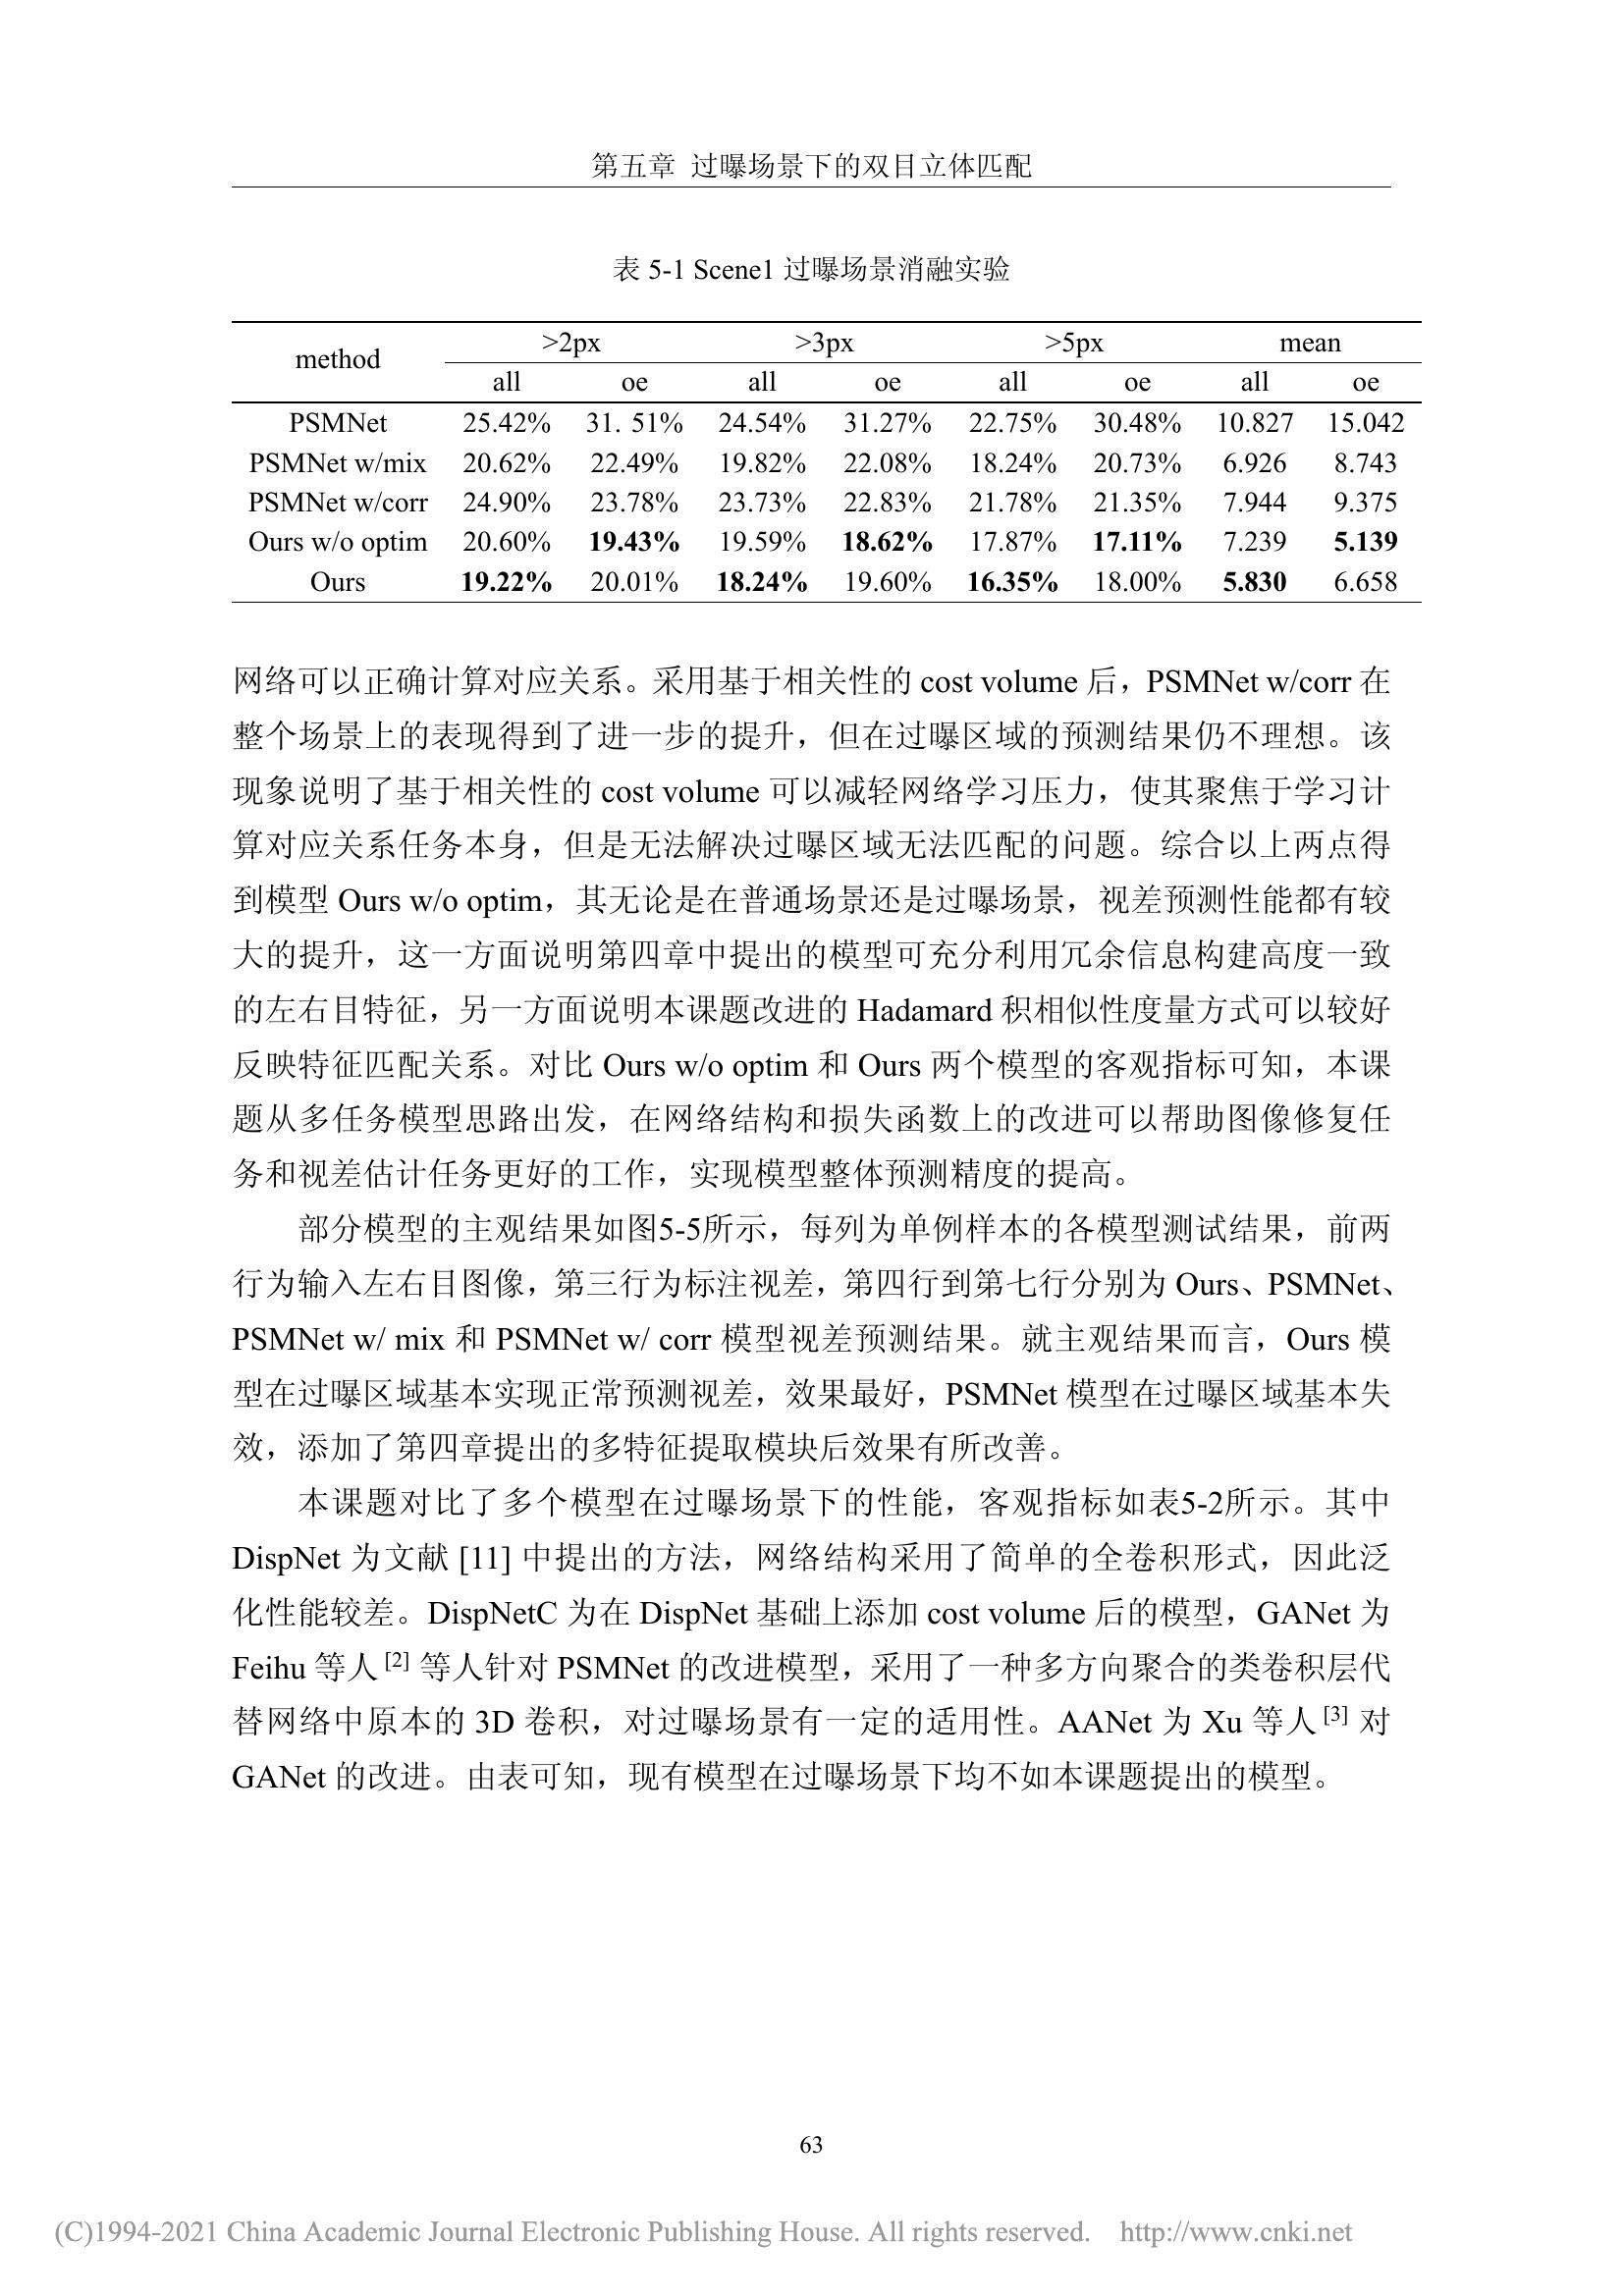 第五章 过曝场景下的双目立体匹配
表 5-1 Scene1 过曝场景消融实验
method >2px >3px >5px mean
all oe all oe all oe all oe
PSMNet 25.42% 31. 51% 24.54% 31.27% 22.75% 30.48% 10.827 15.042
PSMNet w/mix 20.62% 22.49% 19.82% 22.08% 18.24% 20.73% 6.926 8.743
PSMNet w/corr 24.90% 23.78% 23.73% 22.83% 21.78% 21.35% 7.944 9.375
Ours w/o optim 20.60% 19.43% 19.59% 18.62% 17.87% 17.11% 7.239 5.139
Ours 19.22% 20.01% 18.24% 19.60% 16.35% 18.00% 5.830 6.658
网络可以正确计算对应关系。采用基于相关性的 cost volume 后，PSMNet w/corr 在
整个场景上的表现得到了进一步的提升，但在过曝区域的预测结果仍不理想。该
现象说明了基于相关性的 cost volume 可以减轻网络学习压力，使其聚焦于学习计
算对应关系任务本身，但是无法解决过曝区域无法匹配的问题。综合以上两点得
到模型 Ours w/o optim，其无论是在普通场景还是过曝场景，视差预测性能都有较
大的提升，这一方面说明第四章中提出的模型可充分利用冗余信息构建高度一致
的左右目特征，另一方面说明本课题改进的 Hadamard 积相似性度量方式可以较好
反映特征匹配关系。对比 Ours w/o optim 和 Ours 两个模型的客观指标可知，本课
题从多任务模型思路出发，在网络结构和损失函数上的改进可以帮助图像修复任
务和视差估计任务更好的工作，实现模型整体预测精度的提高。
部分模型的主观结果如图5-5所示，每列为单例样本的各模型测试结果，前两
行为输入左右目图像，第三行为标注视差，第四行到第七行分别为 Ours、PSMNet、
PSMNet w/ mix 和 PSMNet w/ corr 模型视差预测结果。就主观结果而言，Ours 模
型在过曝区域基本实现正常预测视差，效果最好，PSMNet 模型在过曝区域基本失
效，添加了第四章提出的多特征提取模块后效果有所改善。
本课题对比了多个模型在过曝场景下的性能，客观指标如表5-2所示。其中
DispNet 为文献 [11] 中提出的方法，网络结构采用了简单的全卷积形式，因此泛
化性能较差。DispNetC 为在 DispNet 基础上添加 cost volume 后的模型，GANet 为
Feihu 等人 [2] 等人针对 PSMNet 的改进模型，采用了一种多方向聚合的类卷积层代
替网络中原本的 3D 卷积，对过曝场景有一定的适用性。AANet 为 Xu 等人 [3] 对
GANet 的改进。由表可知，现有模型在过曝场景下均不如本课题提出的模型。
63
(C)1994-2021 China Academic Journal Electronic Publishing House. All rights reserved. http://www.cnki.net